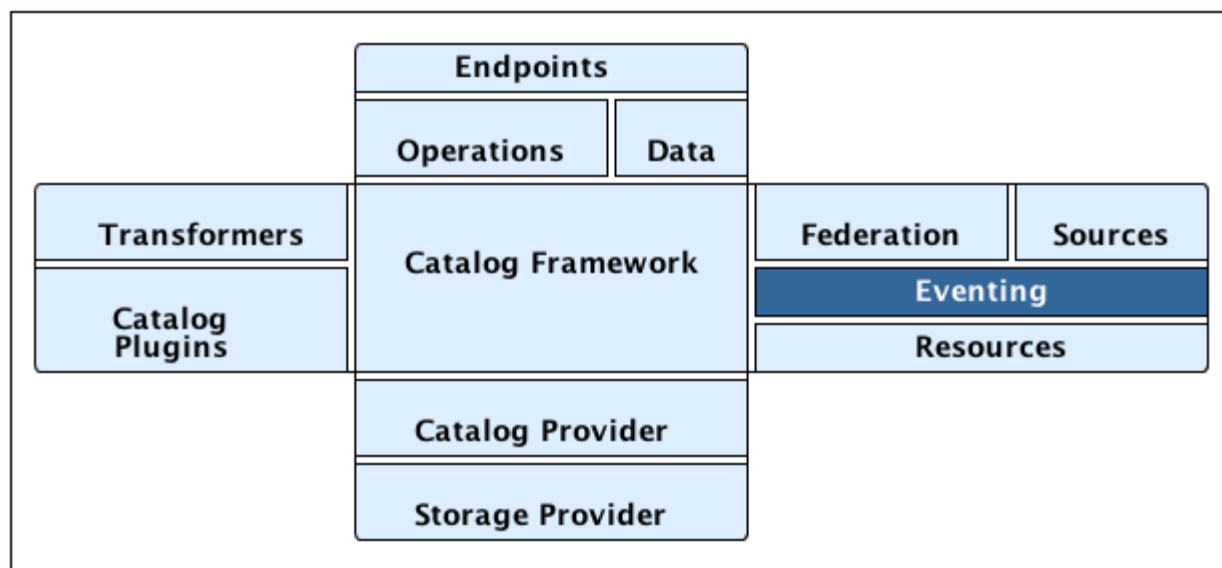 Endpoints
Operations
Data
Transformers
Catalog Framework
Federation
Sources
Eventing
Catalog
Plugins
Resources
Catalog Provider
Storage Provider